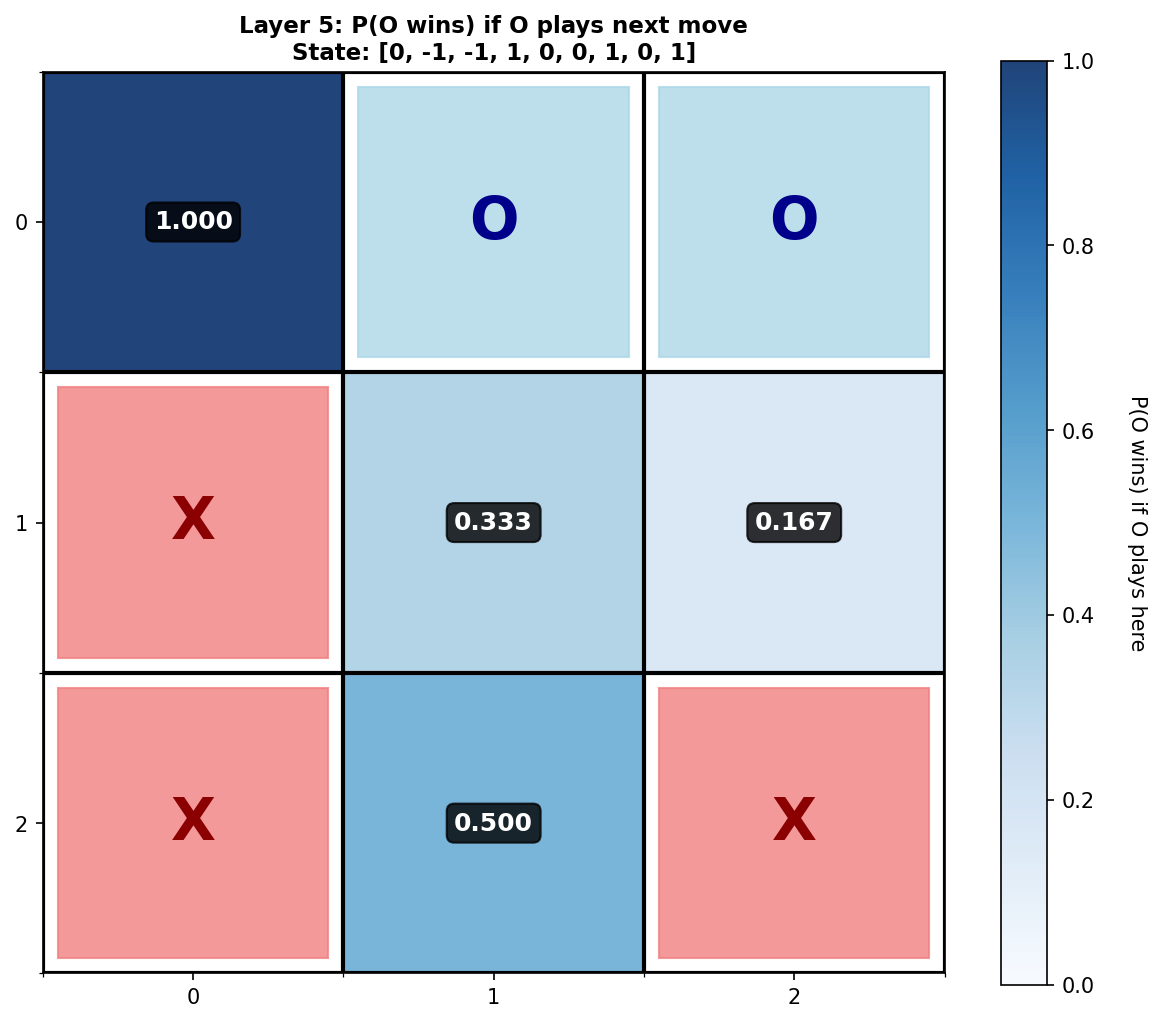 Layer 5: P(O wins) if O plays next move
State: [0, -1, -1, 1, 0, 0, 1, 0, 1]
0
1.000
O
O
1
X
0.333
0.167
2
X
0.500
X
0
1
2
1.0
0.8
0.6
0.4
0.2
0.0
P(O wins) if O plays here